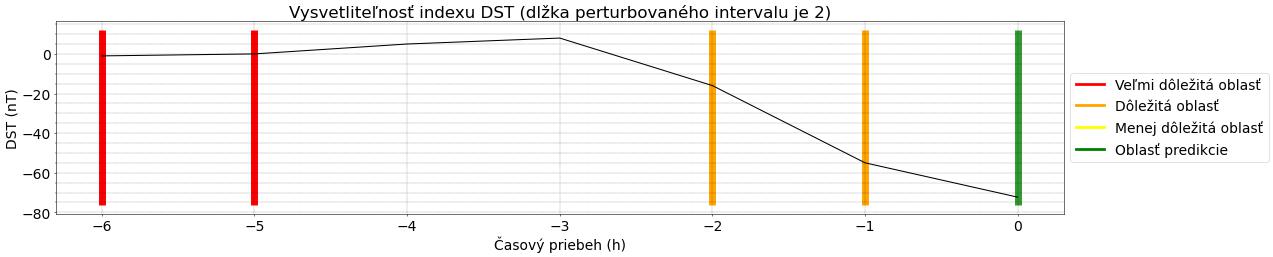 Vysvetliteľnosť indexu DST (dlžka perturbovaného intervalu je 2)
DST (nT)
0
−20
−40
−60
−80
−6
−5
−4
−3
−2
−1
0
Časový priebeh (h)
Veľmi dôležitá oblasť
Dôležitá oblasť
Menej dôležitá oblasť
Oblasť predikcie